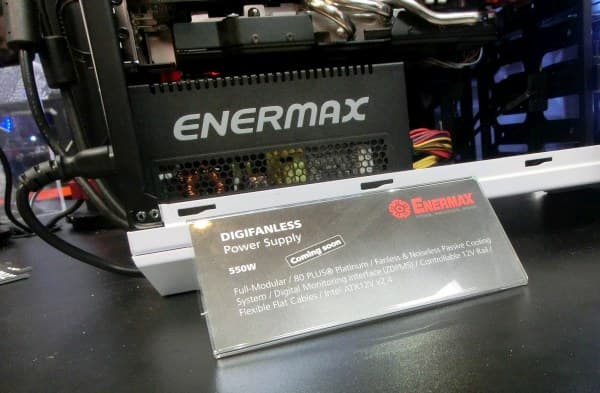 ENERMAX
ENERMAX
DIGIFANLESS
Power Supply
550W
Coming soon
Full-Modular / 80 PLUS® Platinum / Fanless & Noiseless Passive Cooling
System / Digital Monitoring Interface (ZDPMS) / Controllable 12V Rail /
Flexible Flat Cables / Intel ATX12V V2.4